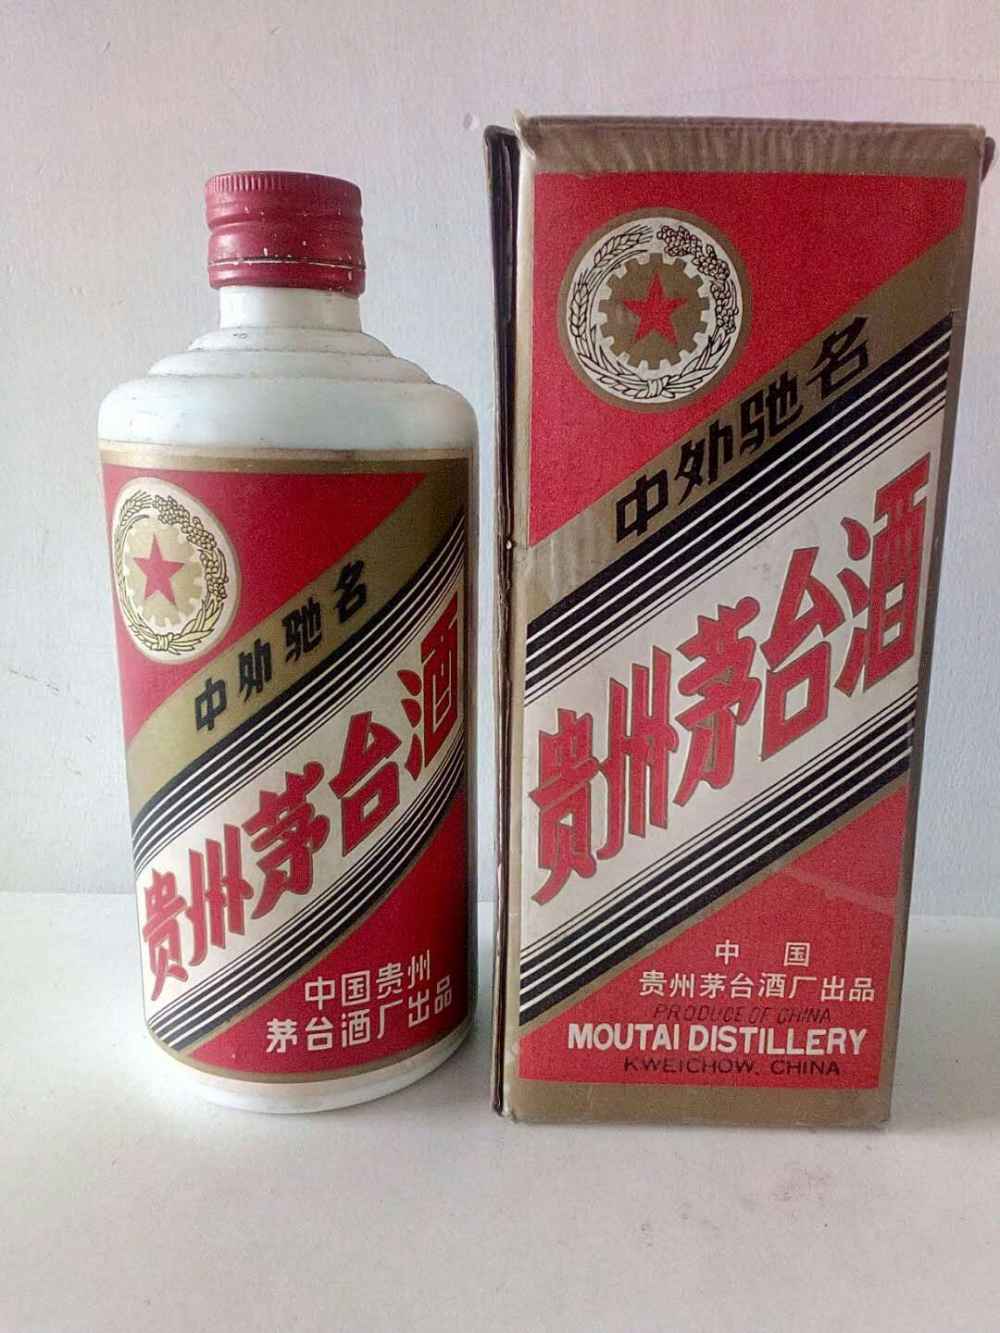 中外驰名
贵州茅台酒
中国贵州
茅台酒厂出品
中外驰名
贵州茅台酒
中 国
贵州茅台酒厂出品
PRODUCE OF CHINA
MOUTAI DISTILLERY
KWEICHOW, CHINA